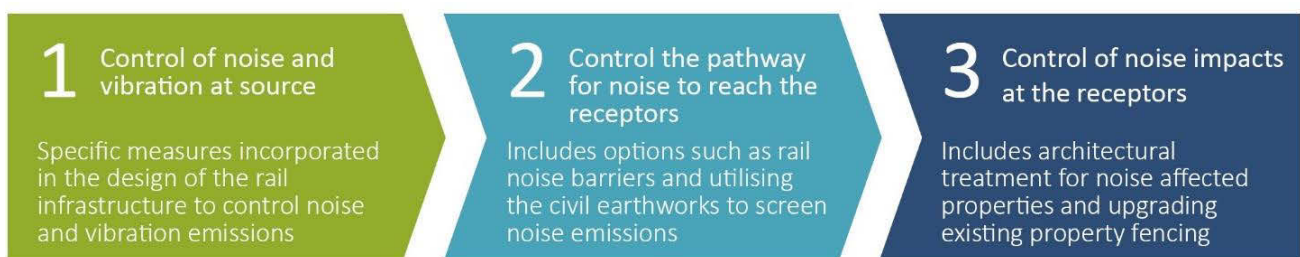 1
Control of noise and
vibration at source
Specific measures incorporated
in the design of the rail
infrastructure to control noise
and vibration emissions
2
Control the pathway
for noise to reach the
receptors
Includes options such as rail
noise barriers and utilising
the civil earthworks to screen
noise emissions
3
Control of noise impacts
at the receptors
Includes architectural
treatment for noise affected
properties and upgrading
existing property fencing